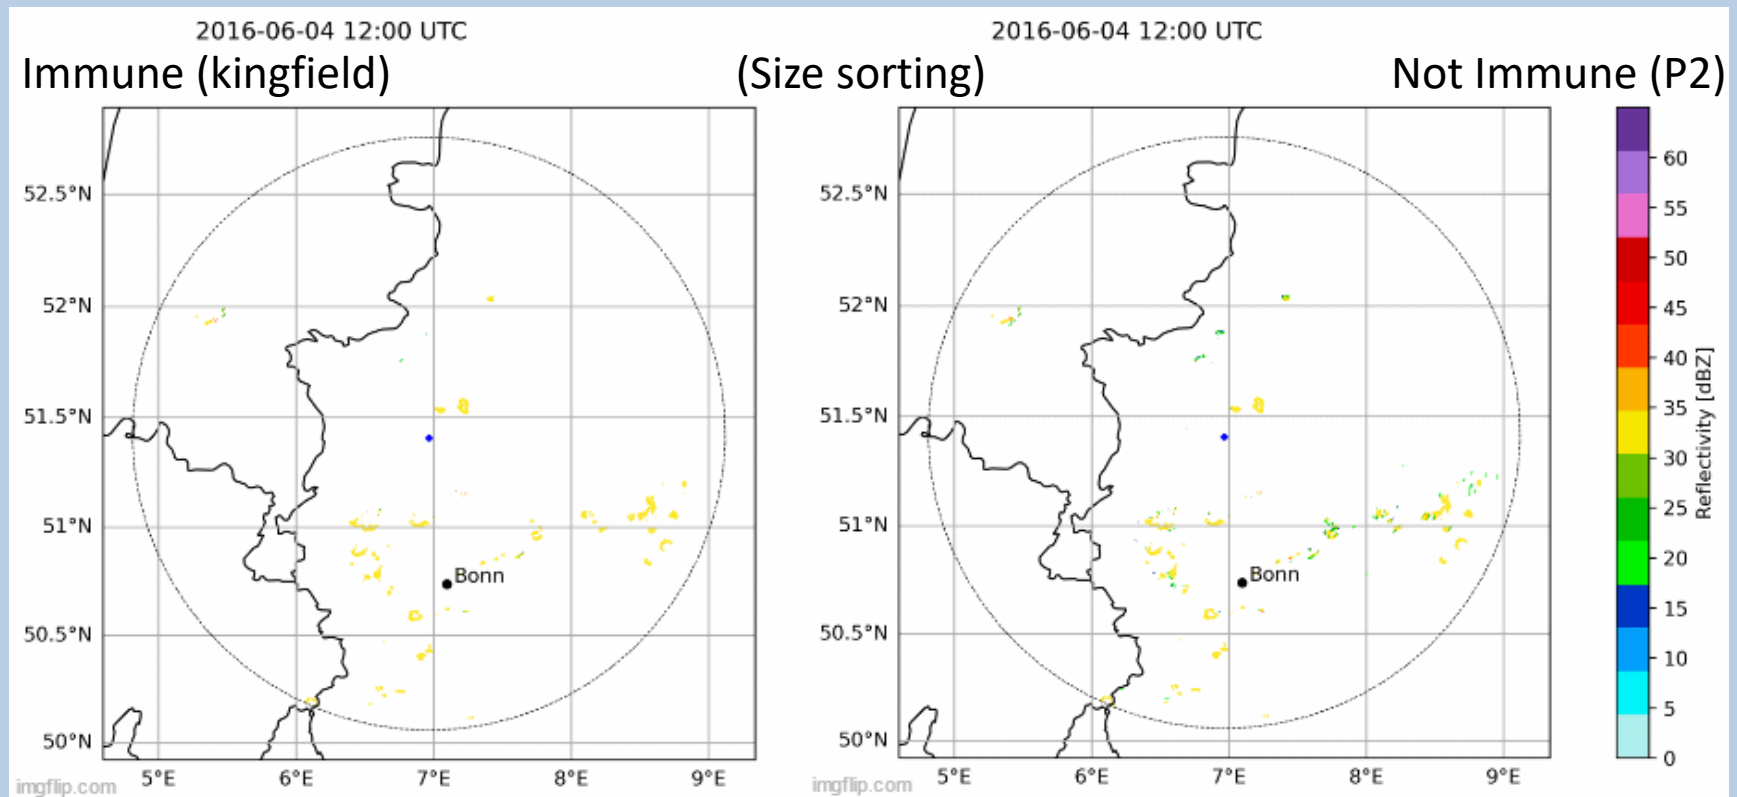 2016-06-04 12:00 UTC
2016-06-04 12:00 UTC
Immune (kingfield)
(Size sorting)
Not Immune (P2)
52.5°N
52°N
51.5°N
51°N
50.5°N
50°N
5°E
6°E
7°E
8°E
9°E
Bonn
imgflip.com
52.5°N
52°N
51.5°N
51°N
50.5°N
50°N
5°E
6°E
7°E
8°E
9°E
Bonn
imgflip.com
60
55
50
45
40
35
30
25
20
15
10
5
0
Reflectivity [dBZ]